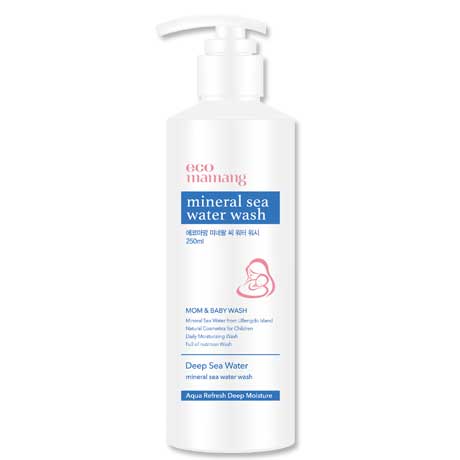 eco
mamang
mineral sea
water wash
에코마망 미네랄 씨 워터 워시
250ml
MOM & BABY WASH
Mineral Sea Water from Ullengdo Island
Natural Cosmetics for Children
Daily Moisturizing Wash
Full of nutrition Wash
Deep Sea Water
mineral sea water wash
Aqua Refresh Deep Moisture